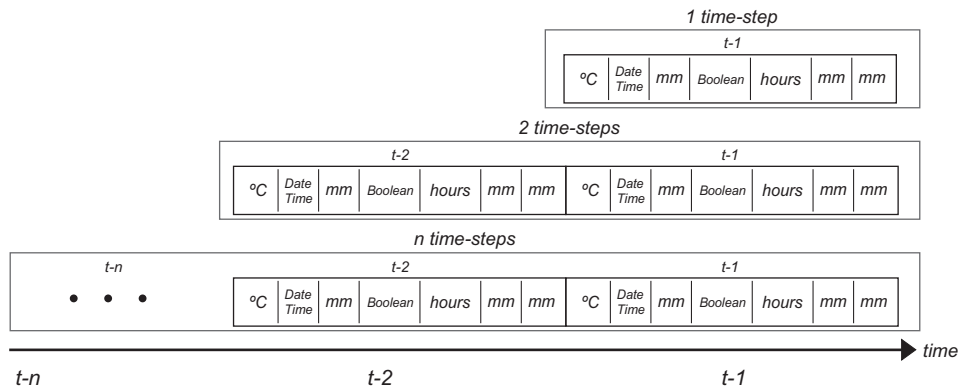 1 time-step
t-1
ºC Date Time mm Boolean hours mm mm
2 time-steps
t-2 t-1
ºC Date Time mm Boolean hours mm mm ºC Date Time mm Boolean hours mm mm
n time-steps
t-n t-2 t-1
• • • ºC Date Time mm Boolean hours mm mm ºC Date Time mm Boolean hours mm mm
time
t-n t-2 t-1